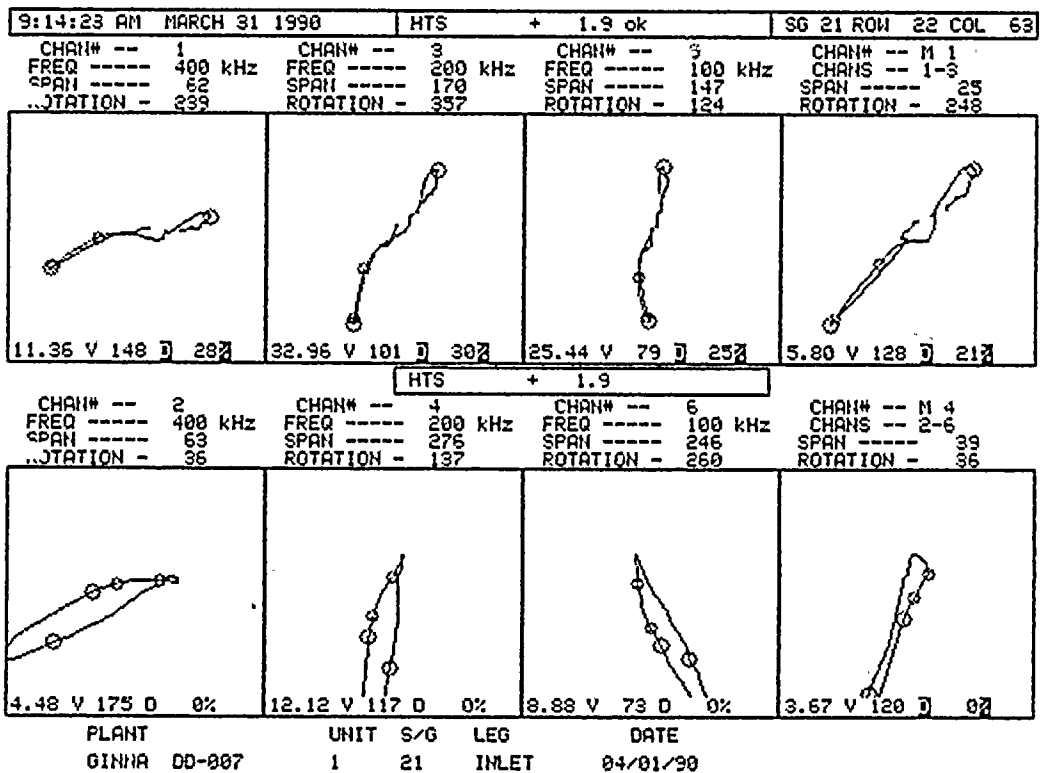 9:14:23 AM MARCH 31 1990 HTS + 1.9 ok SG 21 ROW 22 COL 63
CHAN# -- 1 CHAN# -- 3 CHAN# -- CHAN# -- M 1
FREQ ----- 400 kHz FREQ ----- 200 kHz FREQ ----- 100 kHz CHANS -- 1-3
SPAN ----- 62 SPAN ----- 170 SPAN ----- 147 SPAN ----- 25
OTATION - 239 ROTATION - 357 ROTATION - 124 ROTATION - 248
11.36 V 148 D 28% 32.96 V 101 D 30% 25.44 V 79 D 25% 5.80 V 128 D 21%
HTS + 1.9
CHAN# -- 2 CHAN# -- 4 CHAN# -- 6 CHAN# -- M 4
FREQ ----- 400 kHz FREQ ----- 200 kHz FREQ ----- 100 kHz CHANS -- 2-6
SPAN ----- 63 SPAN ----- 276 SPAN ----- 246 SPAN ----- 39
OTATION - 36 ROTATION - 137 ROTATION - 260 ROTATION - 36
4.48 V 175 D 0% 12.12 V 117 D 0% 8.88 V 73 D 0% 3.67 V 120 D 0%
PLANT UNIT S/G LEG DATE
GINNA DD-007 1 21 INLET 04/01/90